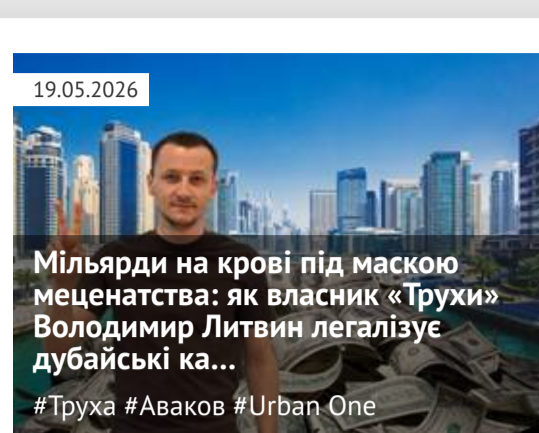 19.05.2026
Мільярди на крові під маскою
меценатства: як власник «Трухи»
Володимир Литвин легалізує
дубайські ка...
#Труха #Аваков #Urban One